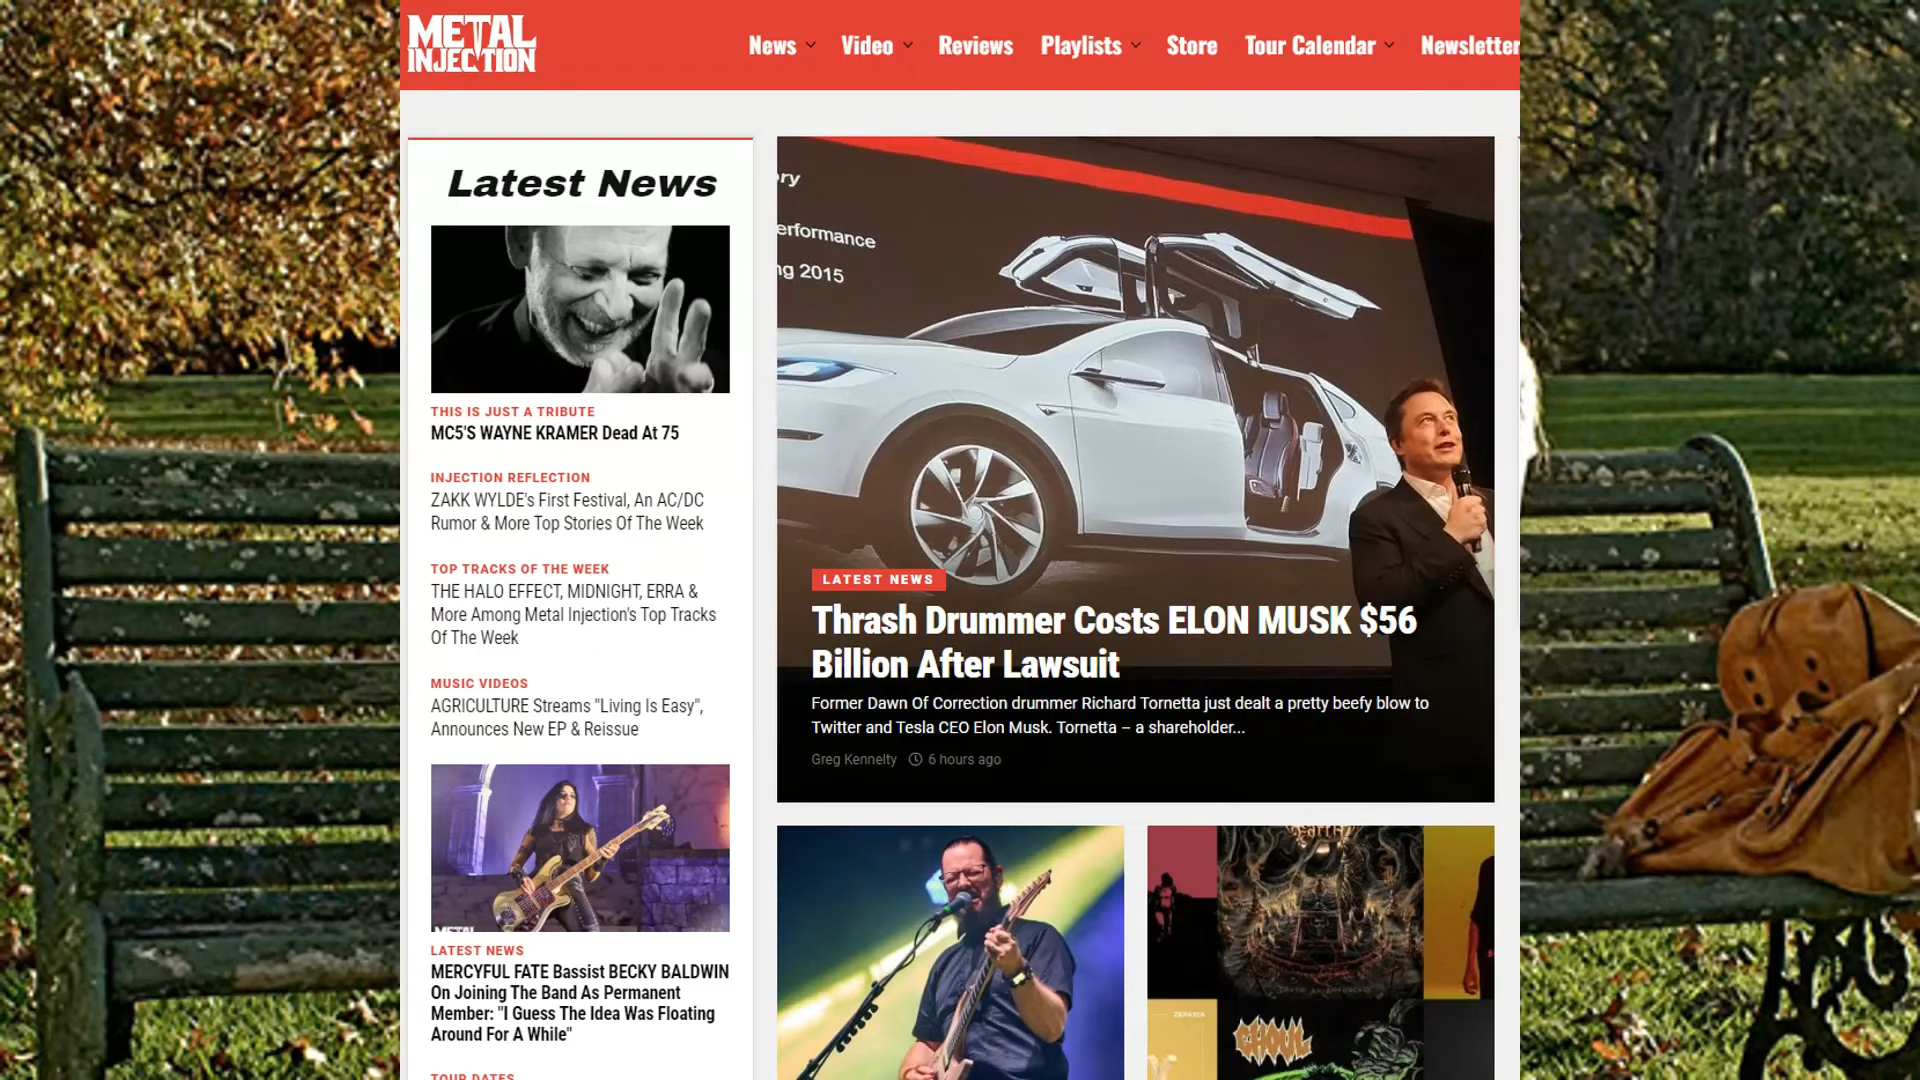 METAL
INJECTION
News
Video
Reviews
Playlists
Store
Tour Calendar
Newsletter
Latest News
THIS IS JUST A TRIBUTE
MC5'S WAYNE KRAMER Dead At 75
INJECTION REFLECTION
ZAKK WYLDE's First Festival, An AC/DC
Rumor & More Top Stories Of The Week
TOP TRACKS OF THE WEEK
THE HALO EFFECT, MIDNIGHT, ERRA &
More Among Metal Injection's Top Tracks
Of The Week
MUSIC VIDEOS
AGRICULTURE Streams "Living Is Easy",
Announces New EP & Reissue
METAL
LATEST NEWS
MERCYFUL FATE Bassist BECKY BALDWIN
On Joining The Band As Permanent
Member: "I Guess The Idea Was Floating
Around For A While"
TOUR DATES
ory
erformance
ng 2015
LATEST NEWS
Thrash Drummer Costs ELON MUSK $56
Billion After Lawsuit
Former Dawn Of Correction drummer Richard Tornetta just dealt a pretty beefy blow to
Twitter and Tesla CEO Elon Musk. Tornetta – a shareholder...
Greg Kennelty
6 hours ago
GHOUL